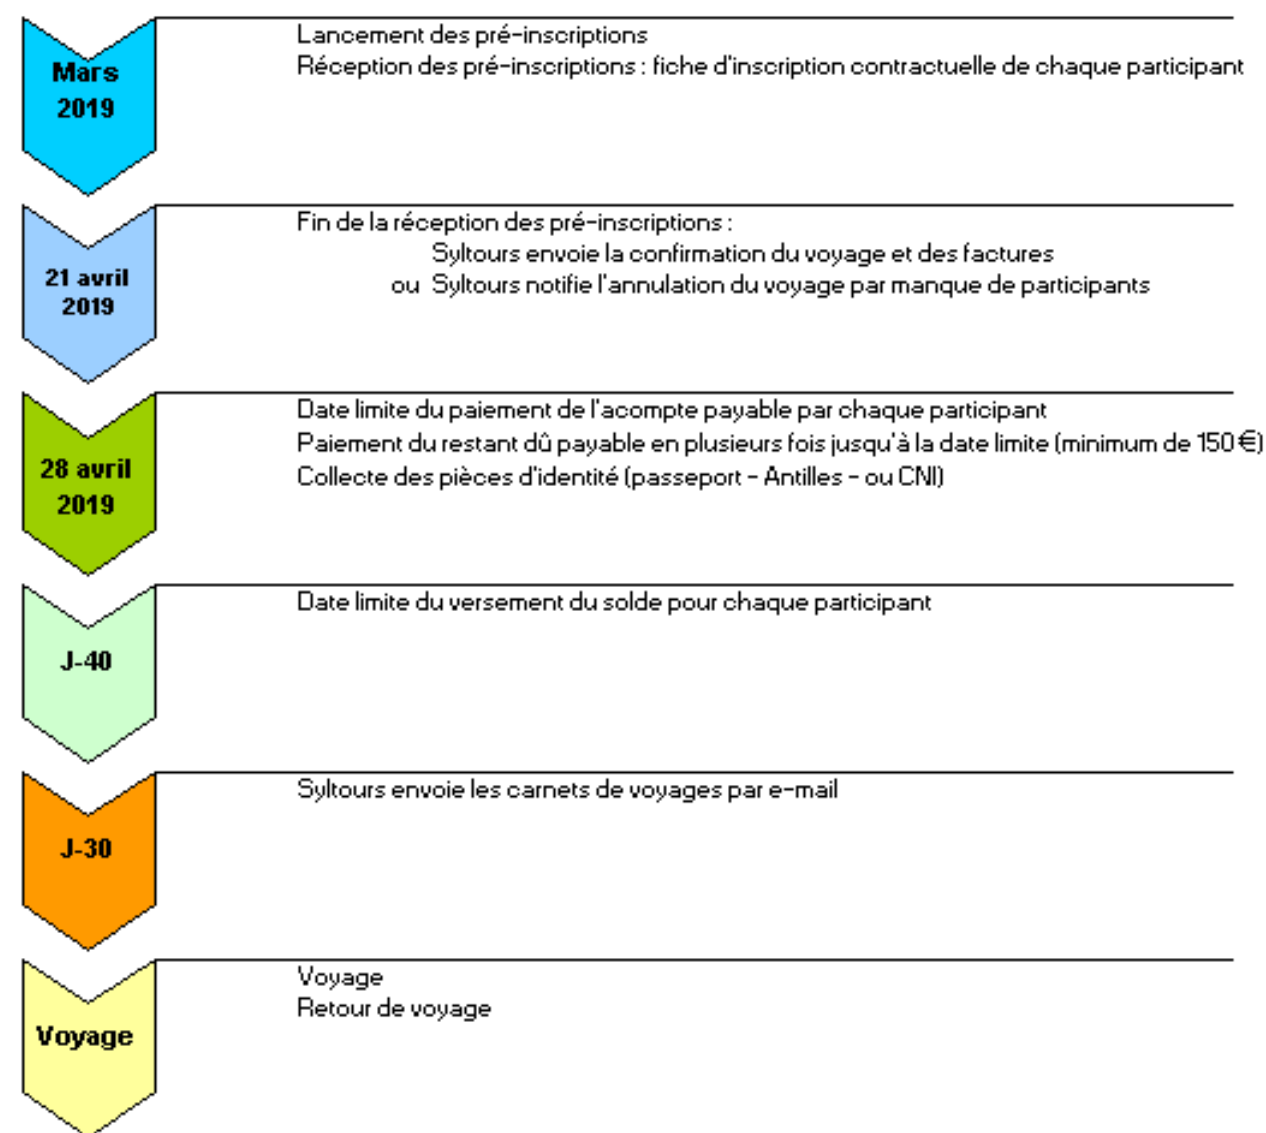 Mars
2019
Lancement des pré-inscriptions
Réception des pré-inscriptions : fiche d'inscription contractuelle de chaque participant
21 avril
2019
Fin de la réception des pré-inscriptions :
Syltours envoie la confirmation du voyage et des factures
ou Syltours notifie l'annulation du voyage par manque de participants
28 avril
2019
Date limite du paiement de l'acompte payable par chaque participant
Paiement du restant dû payable en plusieurs fois jusqu'à la date limite (minimum de 150 €)
Collecte des pièces d'identité (passeport - Antilles - ou CNI)
J-40
Date limite du versement du solde pour chaque participant
J-30
Syltours envoie les carnets de voyages par e-mail
Voyage
Voyage
Retour de voyage